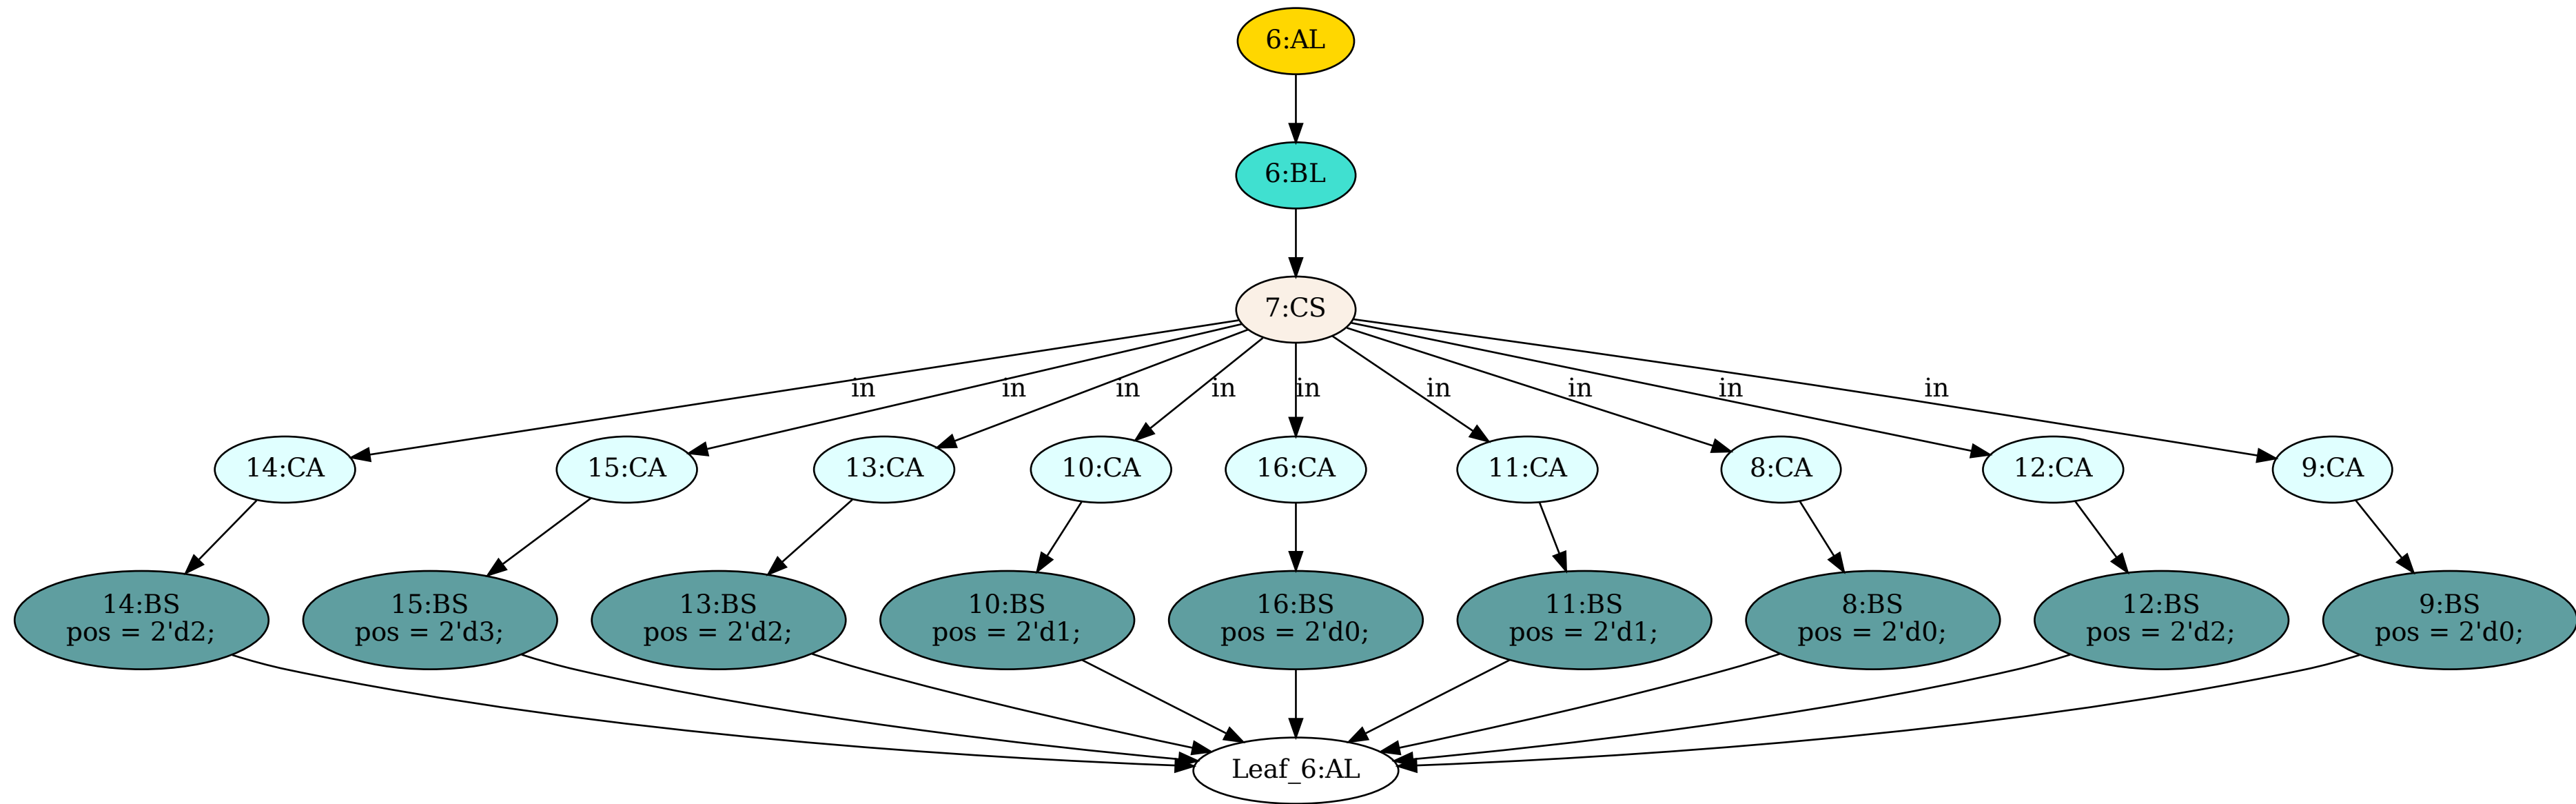 6:AL
6:BL
7:CS
in
in
in
in
in
in
in
in
in
14:CA
15:CA
13:CA
10:CA
16:CA
11:CA
8:CA
12:CA
9:CA
14:BS
pos = 2'd2;
15:BS
pos = 2'd3;
13:BS
pos = 2'd2;
10:BS
pos = 2'd1;
16:BS
pos = 2'd0;
11:BS
pos = 2'd1;
8:BS
pos = 2'd0;
12:BS
pos = 2'd2;
9:BS
pos = 2'd0;
Leaf_6:AL